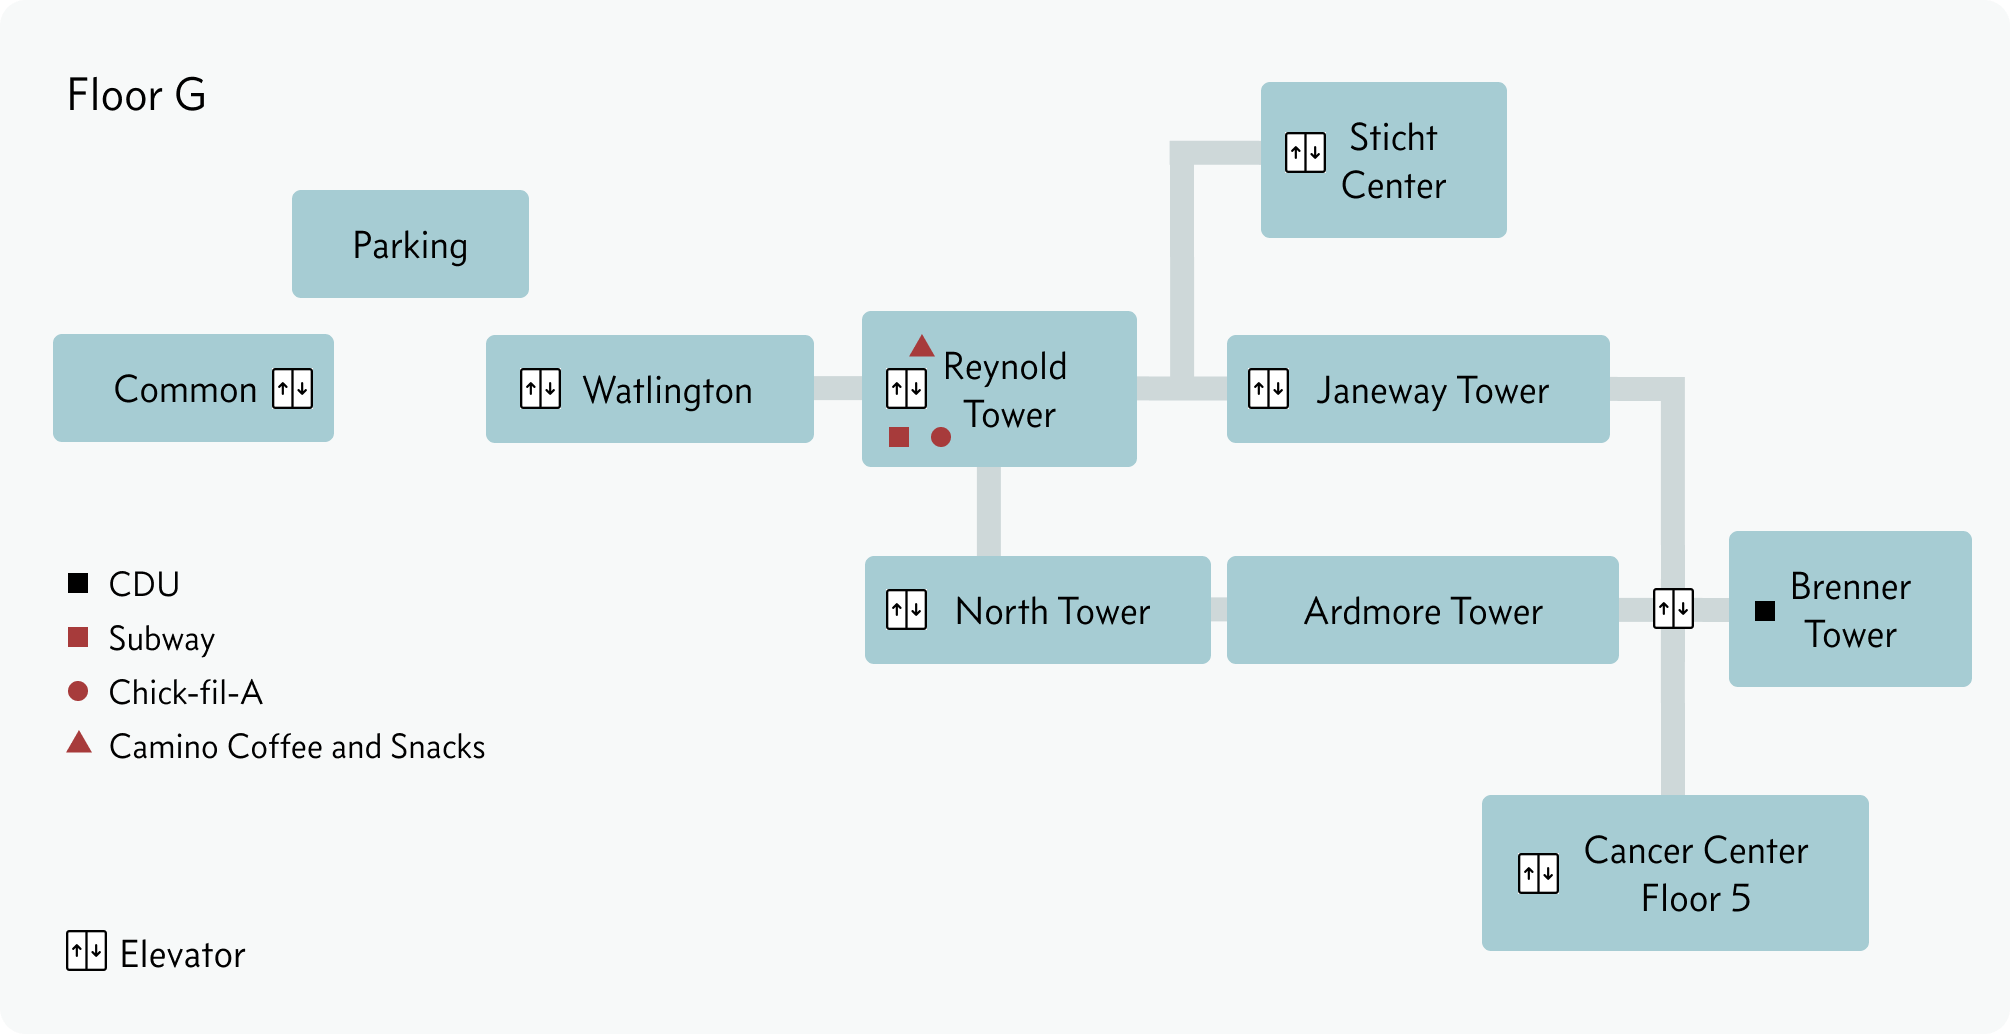 Floor G
Sticht
Center
Parking
Common
Watlington
Reynold
Tower
Janeway Tower
North Tower
Ardmore Tower
Brenner
Tower
CDU
Subway
Chick-fil-A
Camino Coffee and Snacks
Cancer Center
Floor 5
Elevator